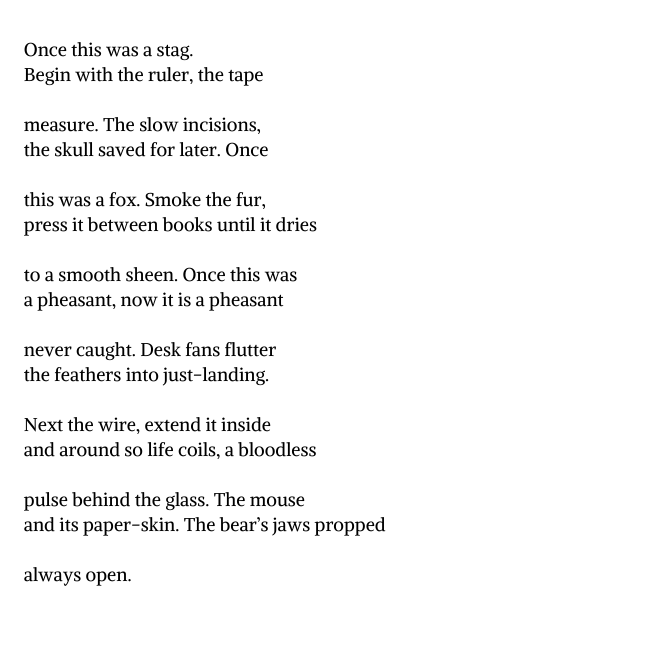 Once this was a stag.
Begin with the ruler, the tape
measure. The slow incisions,
the skull saved for later. Once
this was a fox. Smoke the fur,
press it between books until it dries
to a smooth sheen. Once this was
a pheasant, now it is a pheasant
never caught. Desk fans flutter
the feathers into just-landing.
Next the wire, extend it inside
and around so life coils, a bloodless
pulse behind the glass. The mouse
and its paper-skin. The bear’s jaws propped
always open.